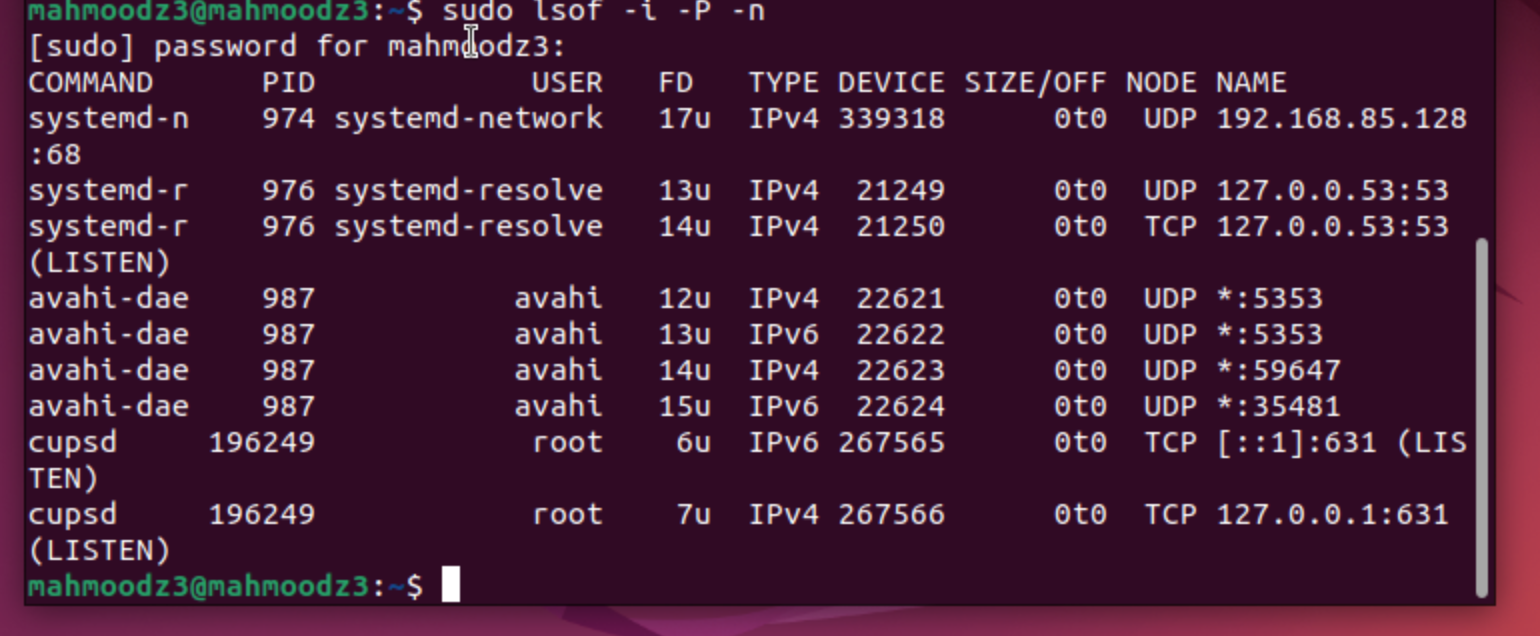 mahmoodz3@mahmoodz3:~$ sudo lsof -i -P -n
[sudo] password for mahmoodz3:
COMMAND      PID            USER   FD   TYPE DEVICE SIZE/OFF NODE NAME
systemd-n    974 systemd-network   17u  IPv4 339318      0t0  UDP 192.168.85.128
:68
systemd-r    976 systemd-resolve   13u  IPv4  21249      0t0  UDP 127.0.0.53:53
systemd-r    976 systemd-resolve   14u  IPv4  21250      0t0  TCP 127.0.0.53:53
(LISTEN)
avahi-dae    987           avahi   12u  IPv4  22621      0t0  UDP *:5353
avahi-dae    987           avahi   13u  IPv6  22622      0t0  UDP *:5353
avahi-dae    987           avahi   14u  IPv4  22623      0t0  UDP *:59647
avahi-dae    987           avahi   15u  IPv6  22624      0t0  UDP *:35481
cupsd     196249            root    6u  IPv6 267565      0t0  TCP [::1]:631 (LIS
TEN)
cupsd     196249            root    7u  IPv4 267566      0t0  TCP 127.0.0.1:631
(LISTEN)
mahmoodz3@mahmoodz3:~$